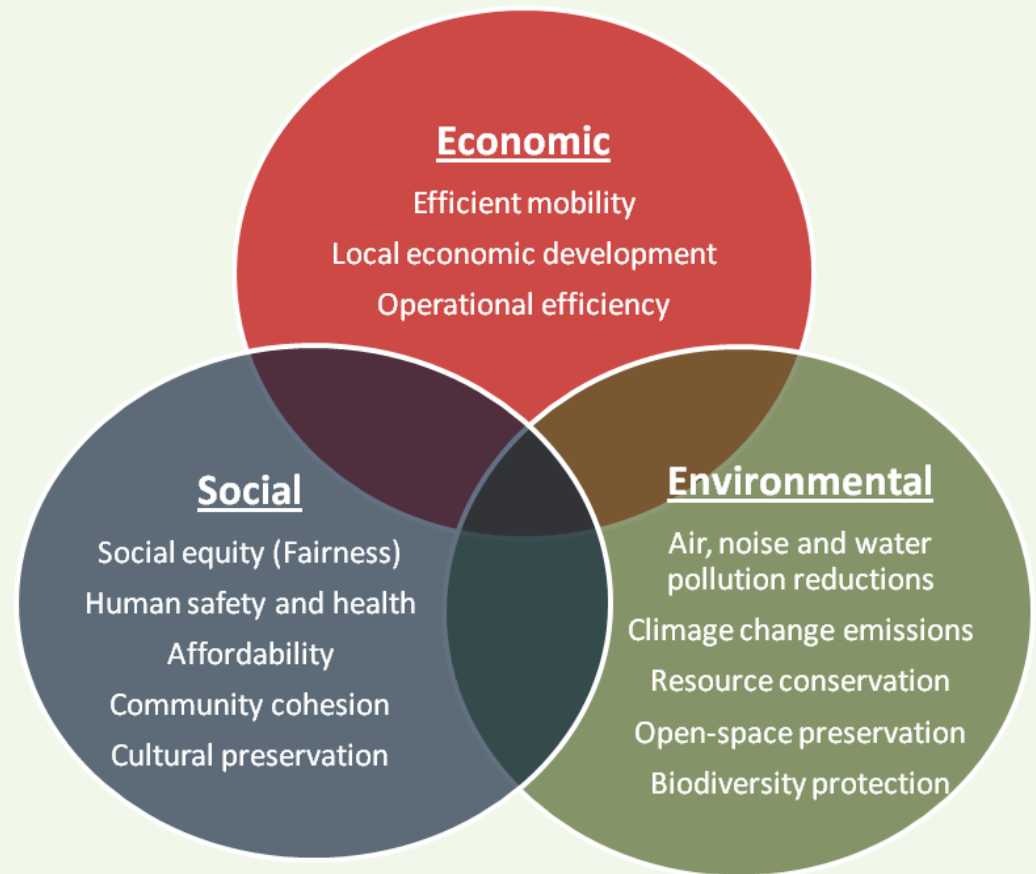 Economic
Efficient mobility
Local economic development
Operational efficiency
Social
Social equity (Fairness)
Human safety and health
Affordability
Community cohesion
Cultural preservation
Environmental
Air, noise and water
pollution reductions
Climage change emissions
Resource conservation
Open-space preservation
Biodiversity protection